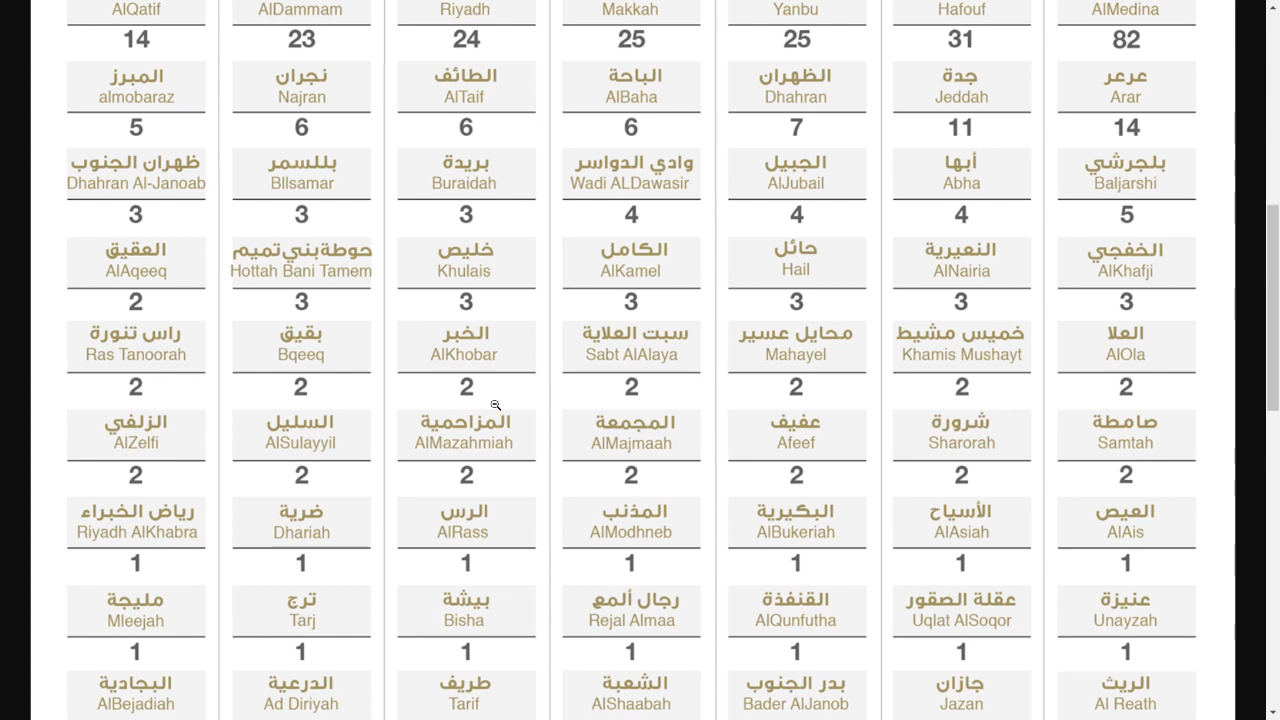 AlQatif AlDammam Riyadh Makkah Yanbu Hafouf AlMedina
14 23 24 25 25 31 82
المبرز نجران الطائف الباحة الظهران جدة عرعر
almobaraz Najran AlTaif AlBaha Dhahran Jeddah Arar
5 6 6 6 7 11 14
ظهران الجنوب بللسمر بريدة وادي الدواسر الجبيل أبها بلجرشي
Dhahran Al-Janoab Bllsamar Buraidah Wadi ALDawasir AlJubail Abha Baljarshi
3 3 3 4 4 4 5
العقيق حوطة بني تميم خليص الكامل حائل النعيرية الخفجي
AlAqeeq Hottah Bani Tamem Khulais AlKamel Hail AlNairia AlKhafji
2 3 3 3 3 3 3
راس تنورة بقيق الخبر سبت العلاية محايل عسير خميس مشيط العلا
Ras Tanoorah Bqeeq AlKhobar Sabt AlAlaya Mahayel Khamis Mushayt AlOla
2 2 2 2 2 2 2
الزلفي السليل المزاحمية المجمعة عفيف شرورة صامطة
AlZelfi AlSulayyil AlMazahmiah AlMajmaah Afeef Sharorah Samtah
2 2 2 2 2 2 2
رياض الخبراء ضرية الرس المذنب البكيرية الأسياح العيص
Riyadh AlKhabra Dhariah AlRass AlModhneb AlBukeriah AlAsiah AlAis
1 1 1 1 1 1 1
مليجة ترج بيشة رجال ألمع القنفذة عقلة الصقور عنيزة
Mleejah Tarj Bisha Rejal Almaa AlQunfutha Uqlat AlSoqor Unayzah
1 1 1 1 1 1 1
البجادية الدرعية طريف الشعبة بدر الجنوب جازان الريث
AlBejadiah Ad Diriyah Tarif AlShaabah Bader AlJanob Jazan Al Reath